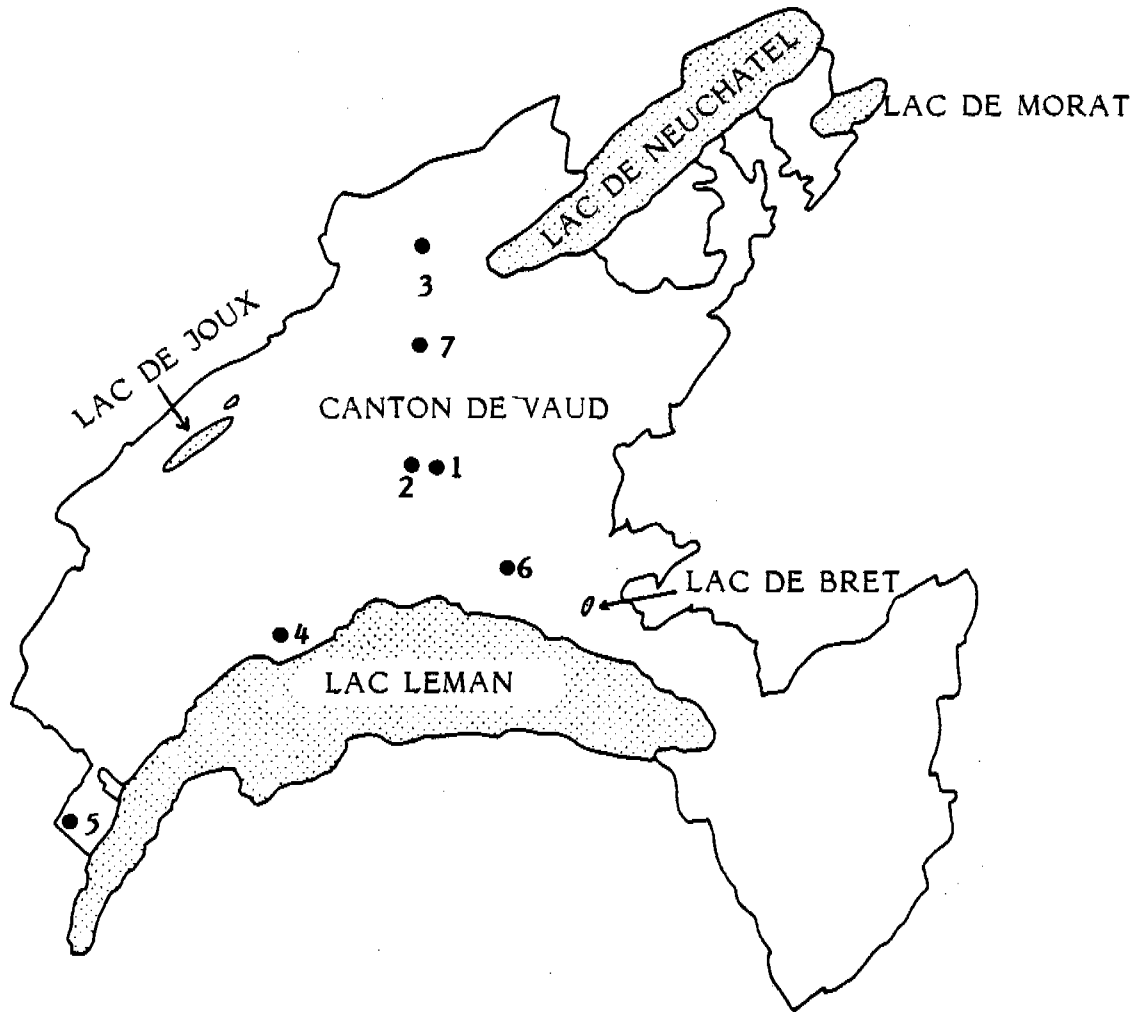 LAC DE NEUCHATEL
LAC DE MORAT
3
LAC DE JOUX
7
CANTON DE VAUD
2
1
6
LAC DE BRET
4
LAC LEMAN
5